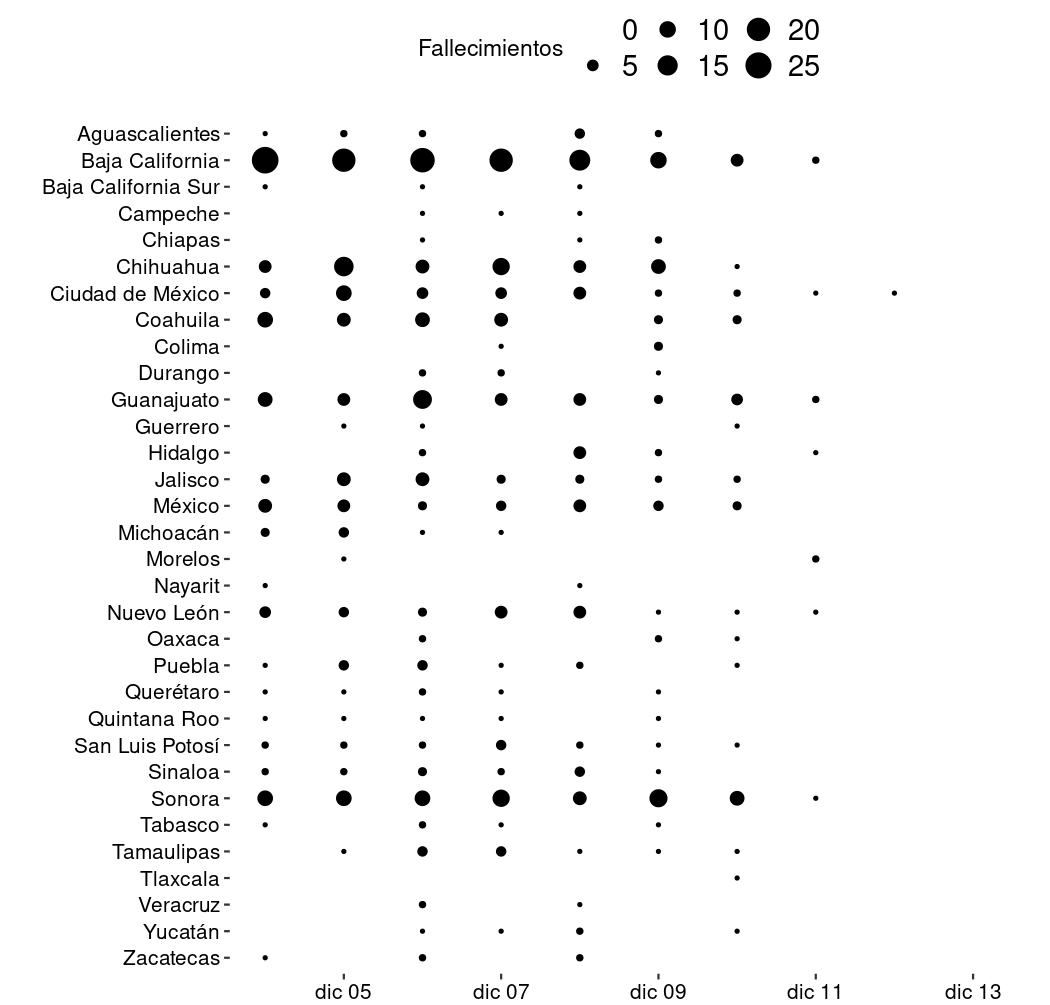 Fallecimientos
0 10 20
5 15 25
Aguascalientes
Baja California
Baja California Sur
Campeche
Chiapas
Chihuahua
Ciudad de México
Coahuila
Colima
Durango
Guanajuato
Guerrero
Hidalgo
Jalisco
México
Michoacán
Morelos
Nayarit
Nuevo León
Oaxaca
Puebla
Querétaro
Quintana Roo
San Luis Potosí
Sinaloa
Sonora
Tabasco
Tamaulipas
Tlaxcala
Veracruz
Yucatán
Zacatecas
dic 05 dic 07 dic 09 dic 11 dic 13